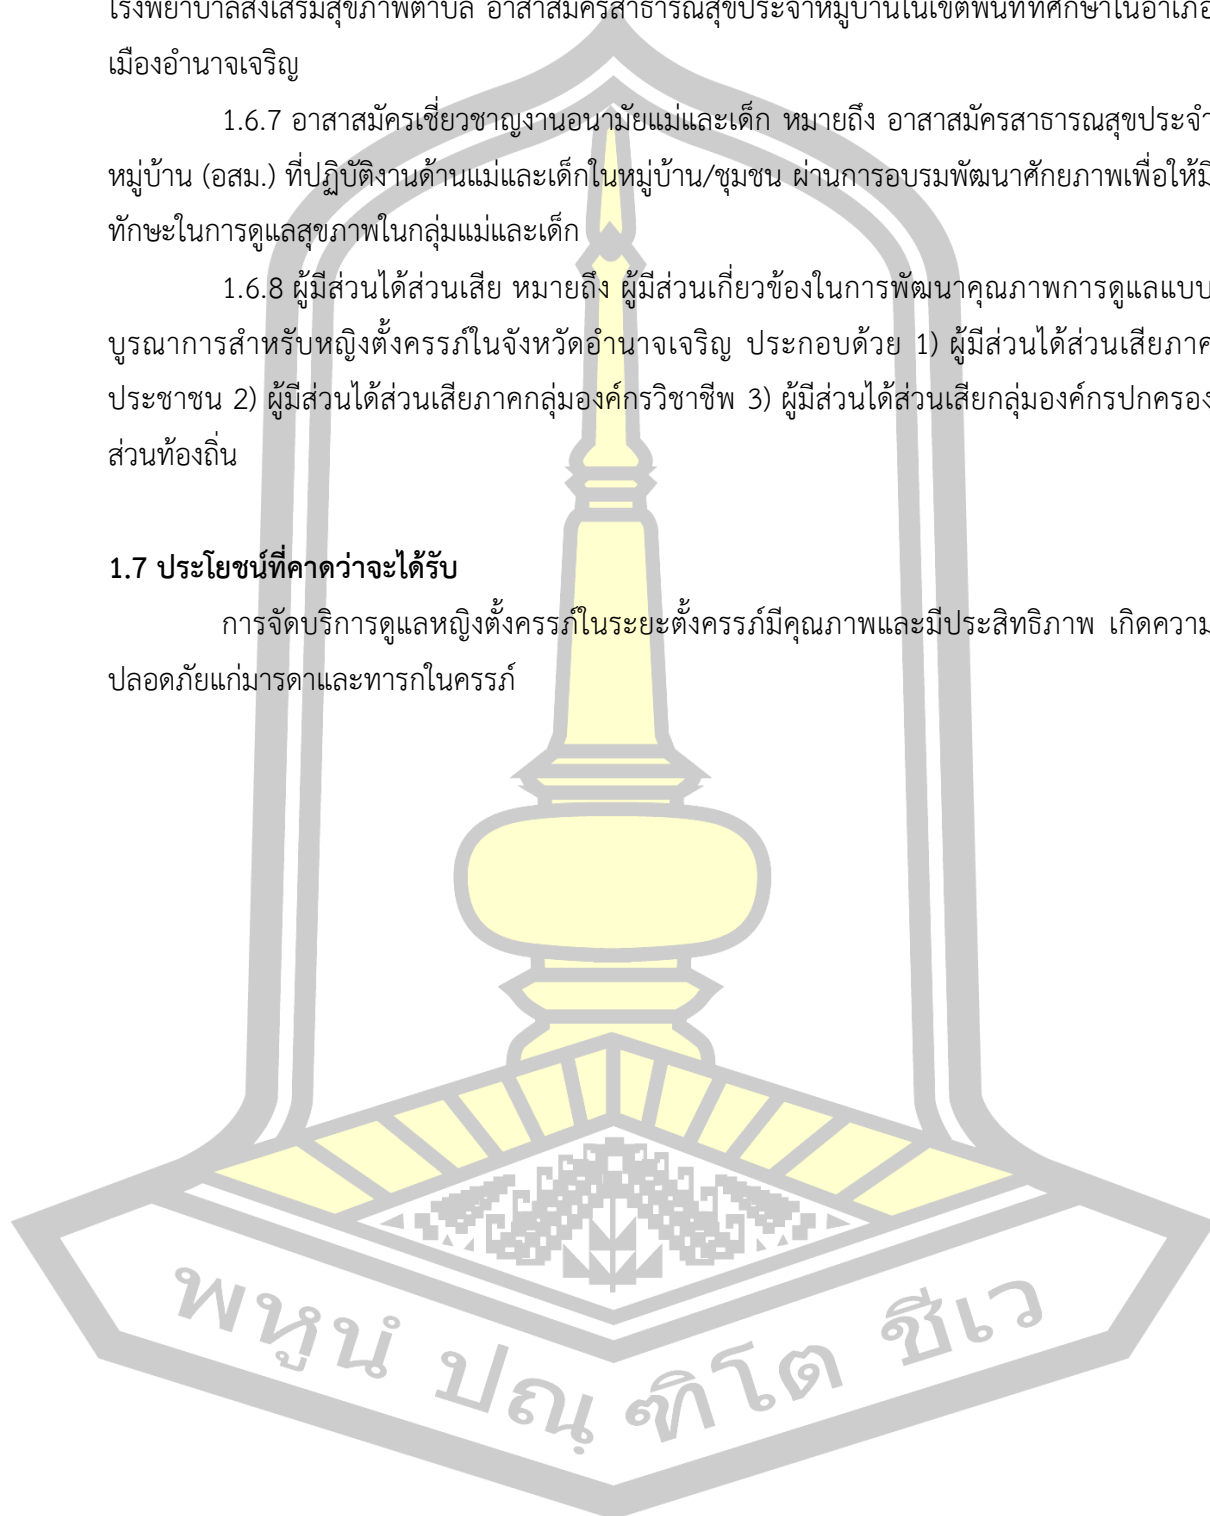 โรงพยาบาลส่งเสริมสุขภาพตำบล อาสาสมัครสาธารณสุขประจำหมู่บ้านในเขตพื้นที่ที่ศึกษาในอำเภอ
เมืองอำนาจเจริญ
1.6.7 อาสาสมัครเชี่ยวชาญงานอนามัยแม่และเด็ก หมายถึง อาสาสมัครสาธารณสุขประจำ
หมู่บ้าน (อสม.) ที่ปฏิบัติงานด้านแม่และเด็กในหมู่บ้าน/ชุมชน ผ่านการอบรมพัฒนาศักยภาพเพื่อให้มี
ทักษะในการดูแลสุขภาพในกลุ่มแม่และเด็ก
1.6.8 ผู้มีส่วนได้ส่วนเสีย หมายถึง ผู้มีส่วนเกี่ยวข้องในการพัฒนาคุณภาพการดูแลแบบ
บูรณาการสำหรับหญิงตั้งครรภ์ในจังหวัดอำนาจเจริญ ประกอบด้วย 1) ผู้มีส่วนได้ส่วนเสียภาค
ประชาชน 2) ผู้มีส่วนได้ส่วนเสียภาคกลุ่มองค์กรวิชาชีพ 3) ผู้มีส่วนได้ส่วนเสียกลุ่มองค์กรปกครอง
ส่วนท้องถิ่น
1.7 ประโยชน์ที่คาดว่าจะได้รับ
การจัดบริการดูแลหญิงตั้งครรภ์ในระยะตั้งครรภ์มีคุณภาพและมีประสิทธิภาพ เกิดความ
ปลอดภัยแก่มารดาและทารกในครรภ์
พหูนํ ปณฺฑิโต ชีเว